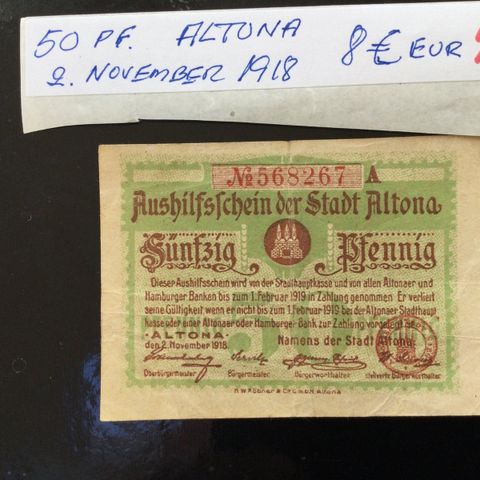 50 PF. ALTONA
2. NOVEMBER 1918
8€ EUR
№568267 A
Aushilfsschein der Stadt Altona
Fünfzig Pfennig
Dieser Aushilfsschein wird von der Stadthauptkasse und von allen Altonaer und
Hamburger Banken bis zum 1. Februar 1919 in Zahlung genommen. Er verliert
seine Gültigkeit wenn er nicht bis zum 1. Februar 1919 bei der Altonaer Stadthaupt
kasse oder einer Altonaer oder Hamburger Bank zur Zahlung vorgelegt
ALTONA
den 2. November 1918.
Namens der Stadt Altona:
Oberbürgermeister Bürgermeister Bürgerworthalter stellvertr. Bürgerworthalter